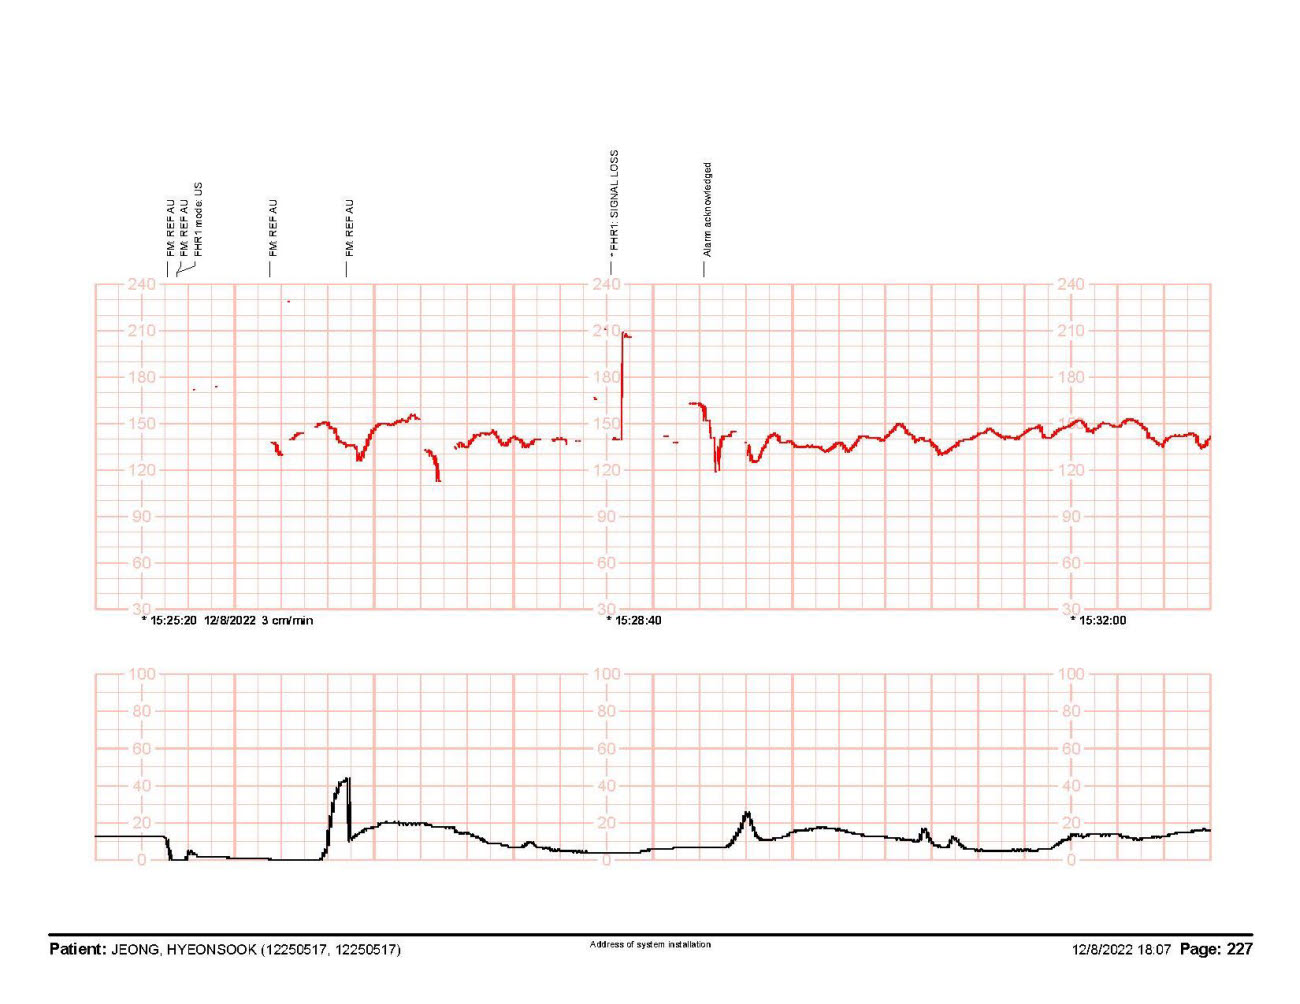 FM: REF AU
FM: REF AU
FHR1 mode: US
FM: REF AU
FM: REF AU
* FHR1: SIGNAL LOSS
Alarm acknowledged
240 240 240
210 210 210
180 180 180
150 150 150
120 120 120
90 90 90
60 60 60
30 30 30
* 15:25:20 12/8/2022 3 cm/min * 15:28:40 * 15:32:00
100 100 100
80 80 80
60 60 60
40 40 40
20 20 20
0 0 0
Patient: JEONG, HYEONSOOK (12250517, 12250517) Address of system installation 12/8/2022 18:07 Page: 227